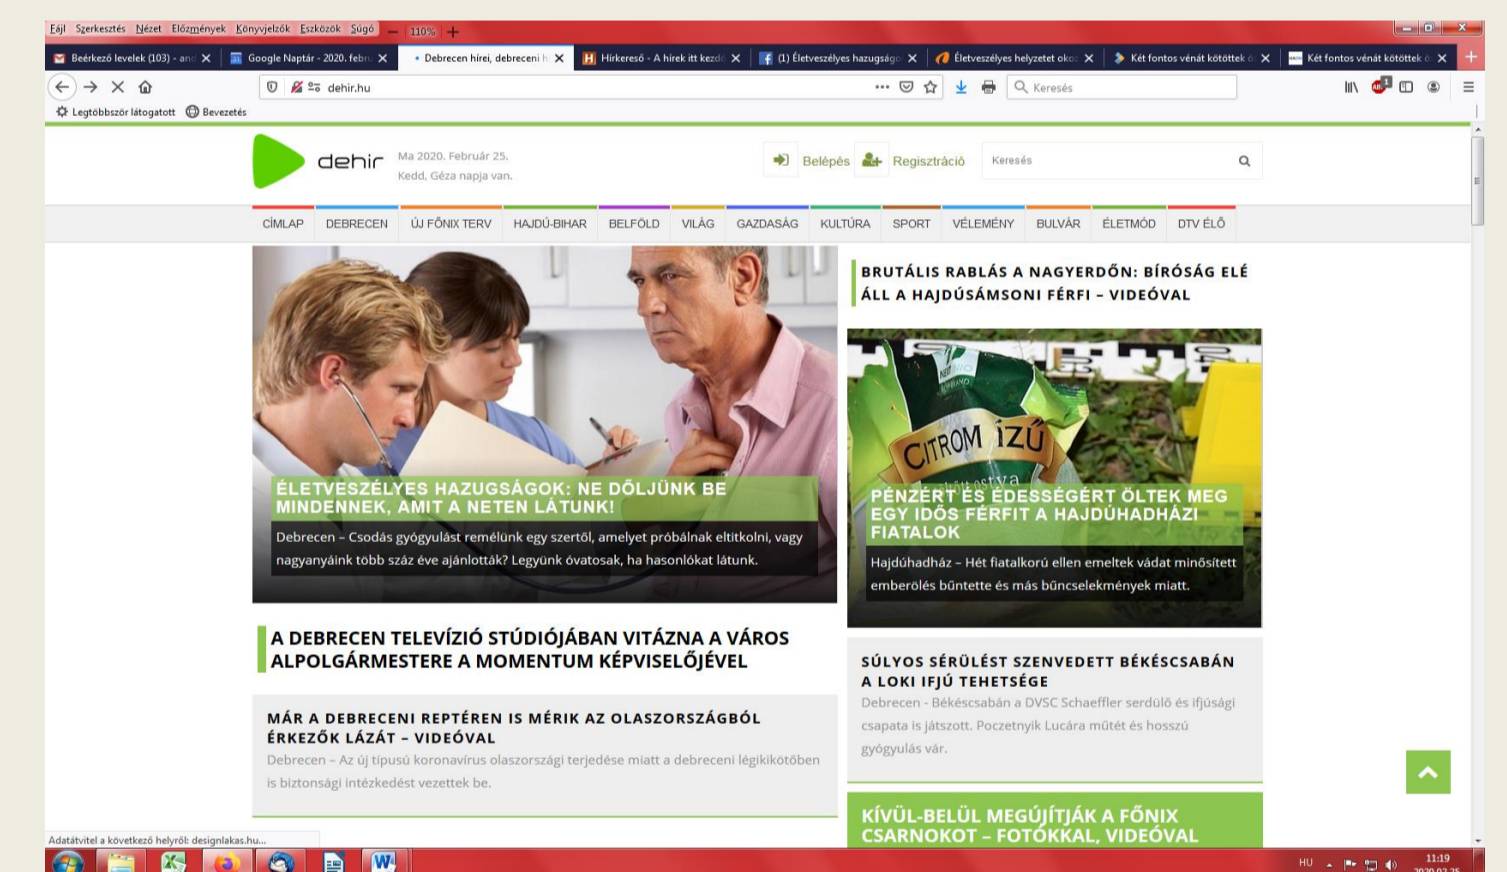 Fájl Szerkesztés Nézet Előzmények Könyvjelzők Eszközök Súgó
110%
Beérkező levelek (103) - and
Google Naptár - 2020. febru
Debrecen hírei, debreceni h
Hírkereső - A hírek itt kezdő
(1) Életveszélyes hazugságo
Életveszélyes helyzetet oko
Két fontos vénát kötöttek ö
Két fontos vénát kötöttek ö
dehir.hu
Keresés
Legtöbbször látogatott Bevezetés
dehir
Ma 2020. Február 25.
Kedd, Géza napja van.
Belépés Regisztráció Keresés
CÍMLAP DEBRECEN ÚJ FŐNIX TERV HAJDÚ-BIHAR BELFÖLD VILÁG GAZDASÁG KULTÚRA SPORT VÉLEMÉNY BULVÁR ÉLETMÓD DTV ÉLŐ
ÉLETVESZÉLYES HAZUGSÁGOK: NE DŐLJÜNK BE
MINDENNEK, AMIT A NETEN LÁTUNK!
Debrecen – Csodás gyógyulást remélünk egy szertől, amelyet próbálnak eltitkolni, vagy
nagyanyáink több száz éve ajánlották? Legyünk óvatosak, ha hasonlókat látunk.
A DEBRECEN TELEVÍZIÓ STÚDIÓJÁBAN VITÁZNA A VÁROS
ALPOLGÁRMESTERE A MOMENTUM KÉPVISELŐJÉVEL
MÁR A DEBRECENI REPTÉREN IS MÉRIK AZ OLASZORSZÁGBÓL
ÉRKEZŐK LÁZÁT – VIDEÓVAL
Debrecen – Az új típusú koronavírus olaszországi terjedése miatt a debreceni légikikötőben
is biztonsági intézkedést vezettek be.
BRUTÁLIS RABLÁS A NAGYERDŐN: BÍRÓSÁG ELÉ
ÁLL A HAJDÚSÁMSONI FÉRFI – VIDEÓVAL
CITROM ÍZŰ
PÉNZÉRT ÉS ÉDESSÉGÉRT ÖLTEK MEG
EGY IDŐS FÉRFIT A HAJDÚHADHÁZI
FIATALOK
Hajdúhadház – Hét fiatalkorú ellen emeltek vádat minősített
emberölés bűntette és más bűncselekmények miatt.
SÚLYOS SÉRÜLÉST SZENVEDETT BÉKÉSCSABÁN
A LOKI IFJÚ TEHETSÉGE
Debrecen - Békéscsabán a DVSC Schaeffler serdülő és ifjúsági
csapata is játszott. Poczetnyik Lucára műtét és hosszú
gyógyulás vár.
KÍVÜL-BELÜL MEGÚJÍTJÁK A FŐNIX
CSARNOKOT – FOTÓKKAL, VIDEÓVAL
Adatátvitel a következő helyről: designlakas.hu...
HU
11:19